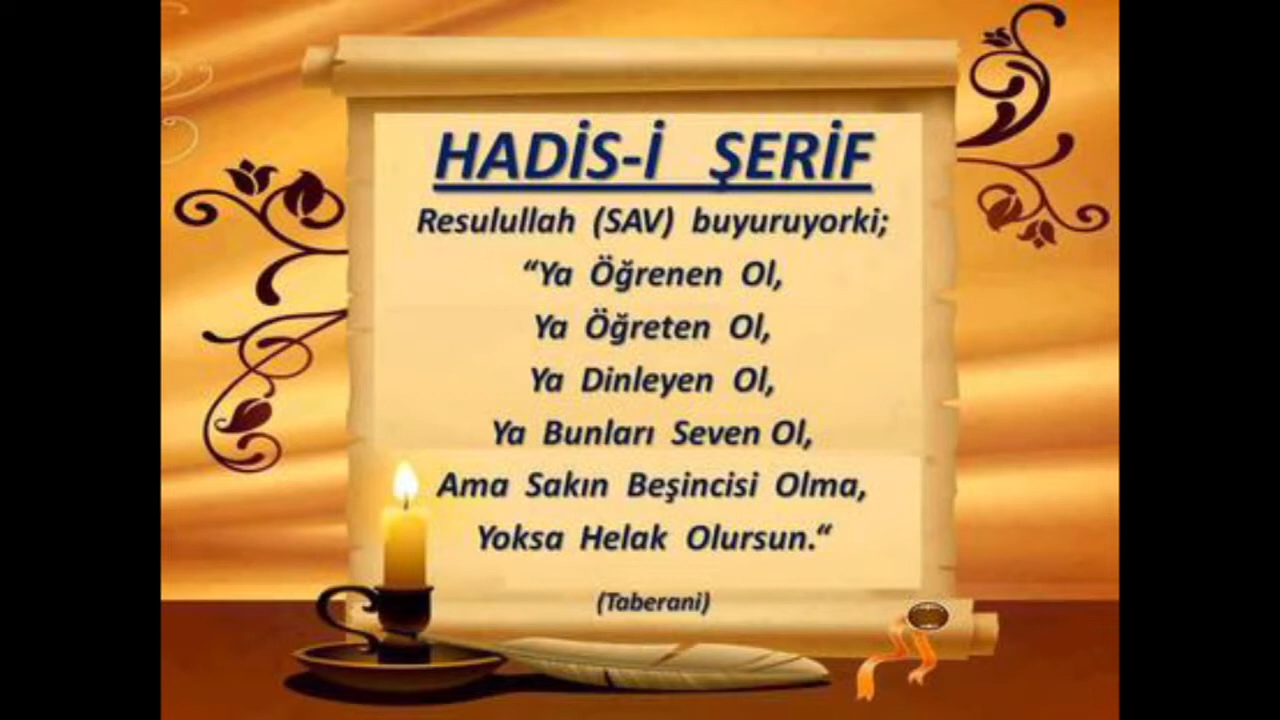 HADİS-İ ŞERİF
Resulullah (SAV) buyuruyorki;
“Ya Öğrenen Ol,
Ya Öğreten Ol,
Ya Dinleyen Ol,
Ya Bunları Seven Ol,
Ama Sakın Beşincisi Olma,
Yoksa Helak Olursun.“
(Taberani)